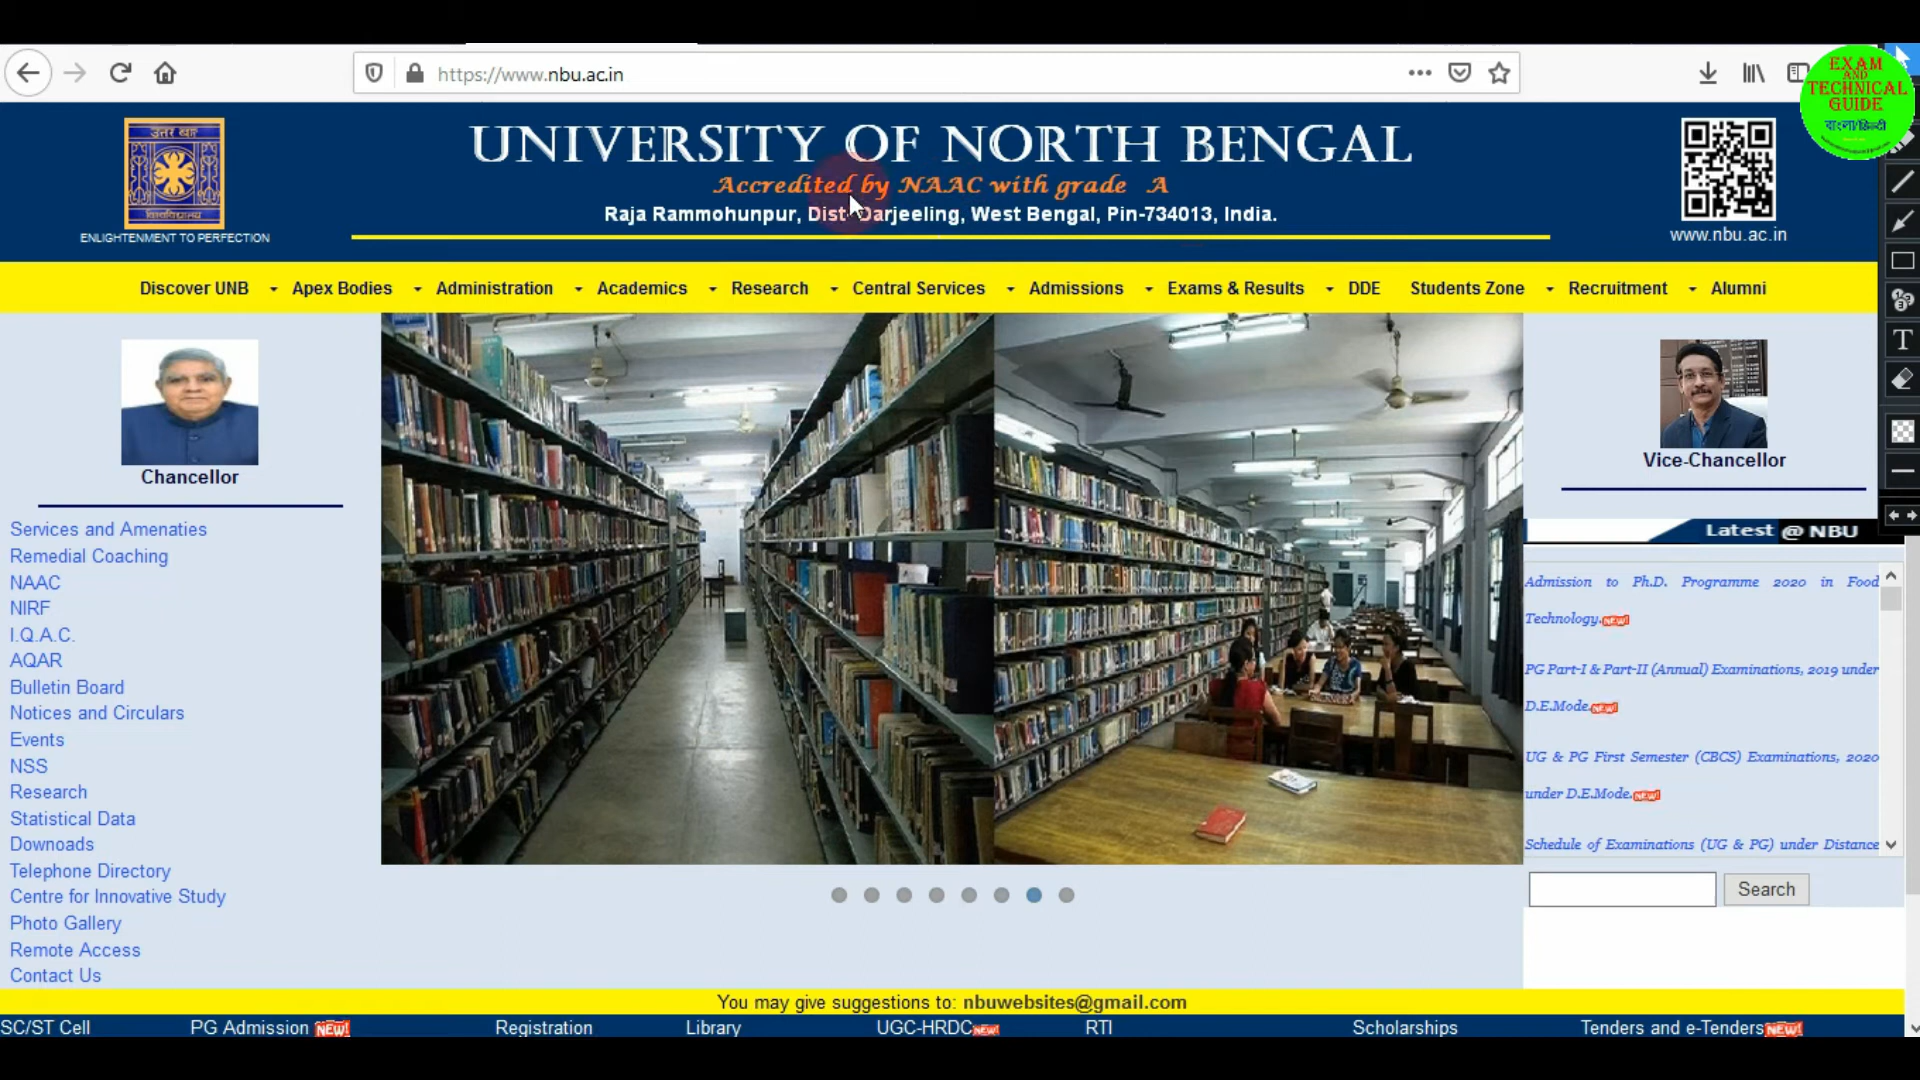 https://www.nbu.ac.in
EXAM
AND
TECHNICAL
GUIDE
বাংলা/हिन्दी
ENLIGHTENMENT TO PERFECTION
UNIVERSITY OF NORTH BENGAL
Accredited by NAAC with grade A
Raja Rammohunpur, Dist-Darjeeling, West Bengal, Pin-734013, India.
www.nbu.ac.in
Discover UNB Apex Bodies Administration Academics Research Central Services Admissions Exams & Results DDE Students Zone Recruitment Alumni
Chancellor
Services and Amenaties
Remedial Coaching
NAAC
NIRF
I.Q.A.C.
AQAR
Bulletin Board
Notices and Circulars
Events
NSS
Research
Statistical Data
Downoads
Telephone Directory
Centre for Innovative Study
Photo Gallery
Remote Access
Contact Us
Vice-Chancellor
Latest @ NBU
Admission to Ph.D. Programme 2020 in Food
Technology. NEW!
PG Part-I & Part-II (Annual) Examinations, 2019 under
D.E.Mode. NEW!
UG & PG First Semester (CBCS) Examinations, 2020
under D.E.Mode. NEW!
Schedule of Examinations (UG & PG) under Distance
Search
You may give suggestions to: nbuwebsites@gmail.com
SC/ST Cell PG Admission NEW! Registration Library UGC-HRDC NEW! RTI Scholarships Tenders and e-Tenders NEW!